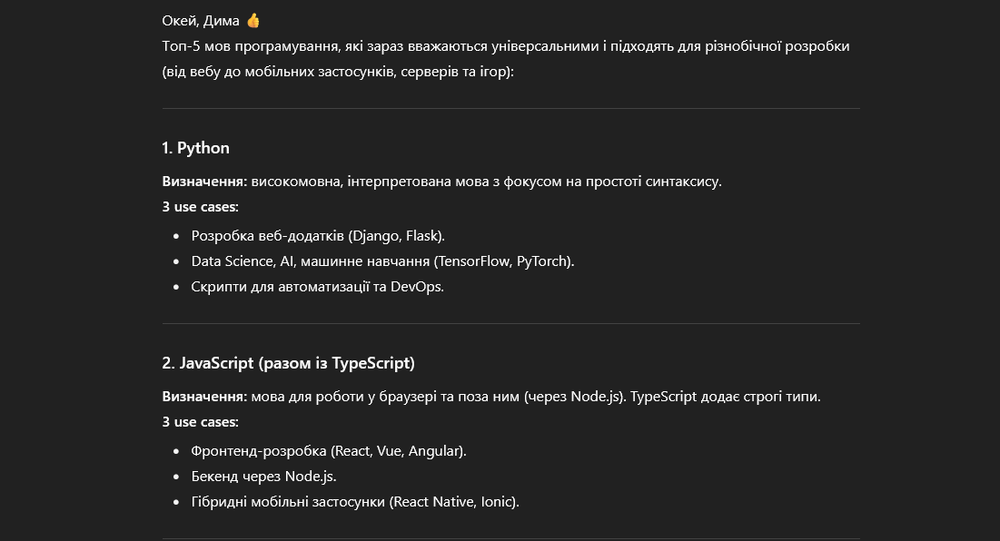 Окей, Дима 👍
Топ-5 мов програмування, які зараз вважаються універсальними і підходять для різнобічної розробки
(від вебу до мобільних застосунків, серверів та ігор):
1. Python
Визначення: високомовна, інтерпретована мова з фокусом на простоті синтаксису.
3 use cases:
• Розробка веб-додатків (Django, Flask).
• Data Science, AI, машинне навчання (TensorFlow, PyTorch).
• Скрипти для автоматизації та DevOps.
2. JavaScript (разом із TypeScript)
Визначення: мова для роботи у браузері та поза ним (через Node.js). TypeScript додає строгі типи.
3 use cases:
• Фронтенд-розробка (React, Vue, Angular).
• Бекенд через Node.js.
• Гібридні мобільні застосунки (React Native, Ionic).